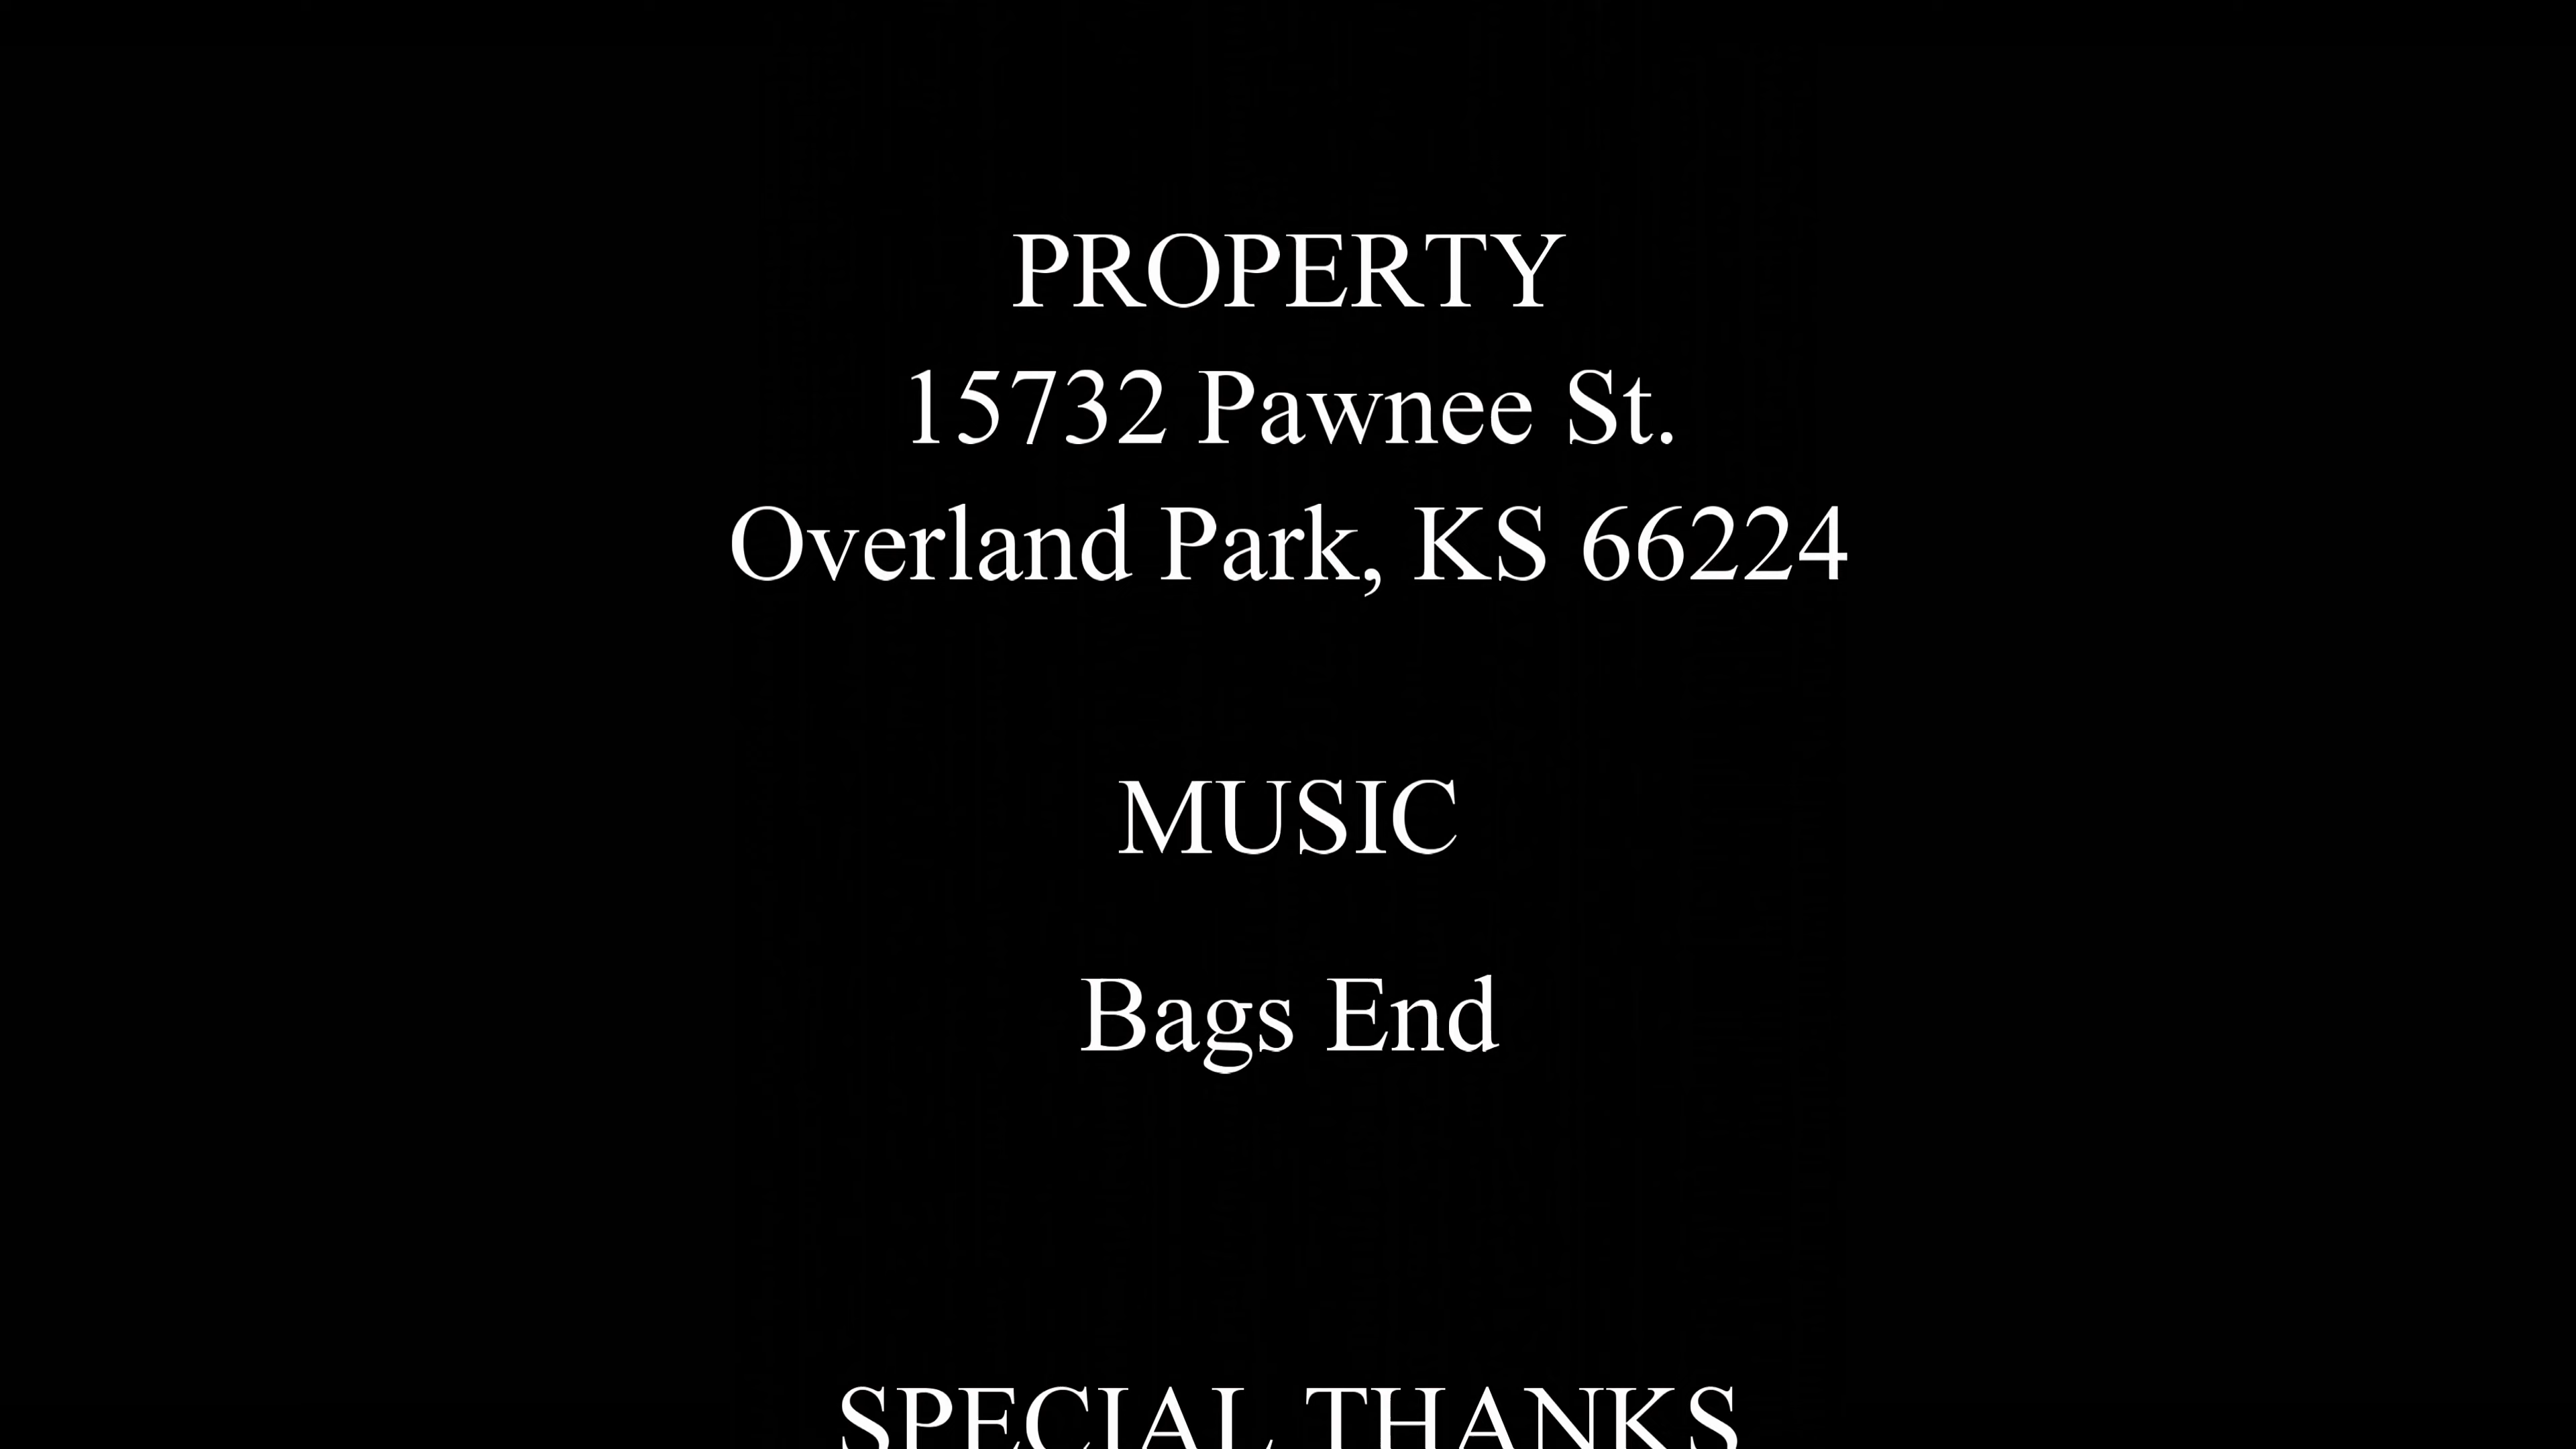 PROPERTY
15732 Pawnee St.
Overland Park, KS 66224
MUSIC
Bags End
SPECIAL THANKS